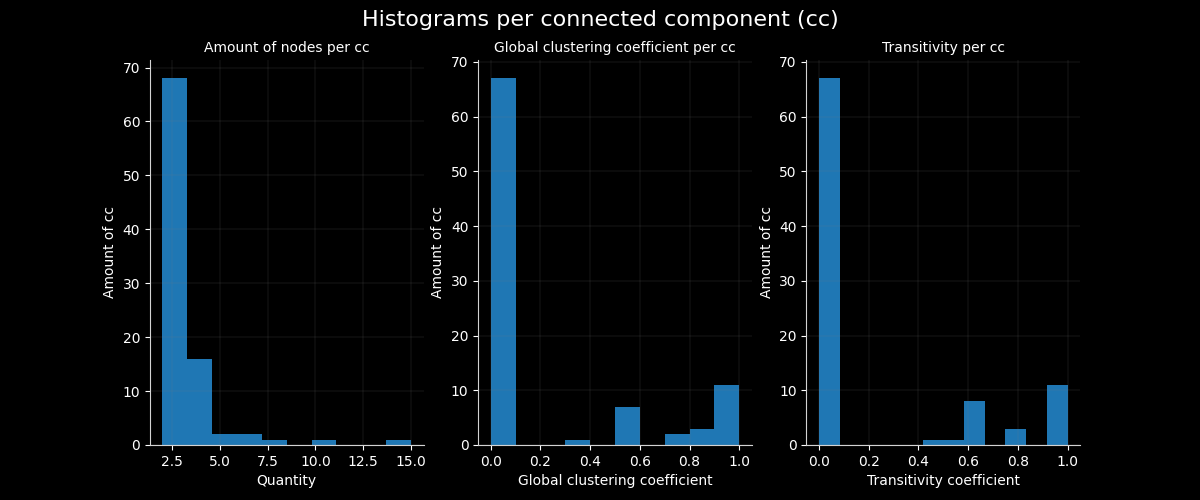 Histograms per connected component (cc)
Amount of nodes per cc
Amount of cc
70
60
50
40
30
20
10
0
2.5 5.0 7.5 10.0 12.5 15.0
Quantity
Global clustering coefficient per cc
Amount of cc
70
60
50
40
30
20
10
0
0.0 0.2 0.4 0.6 0.8 1.0
Global clustering coefficient
Transitivity per cc
Amount of cc
70
60
50
40
30
20
10
0
0.0 0.2 0.4 0.6 0.8 1.0
Transitivity coefficient